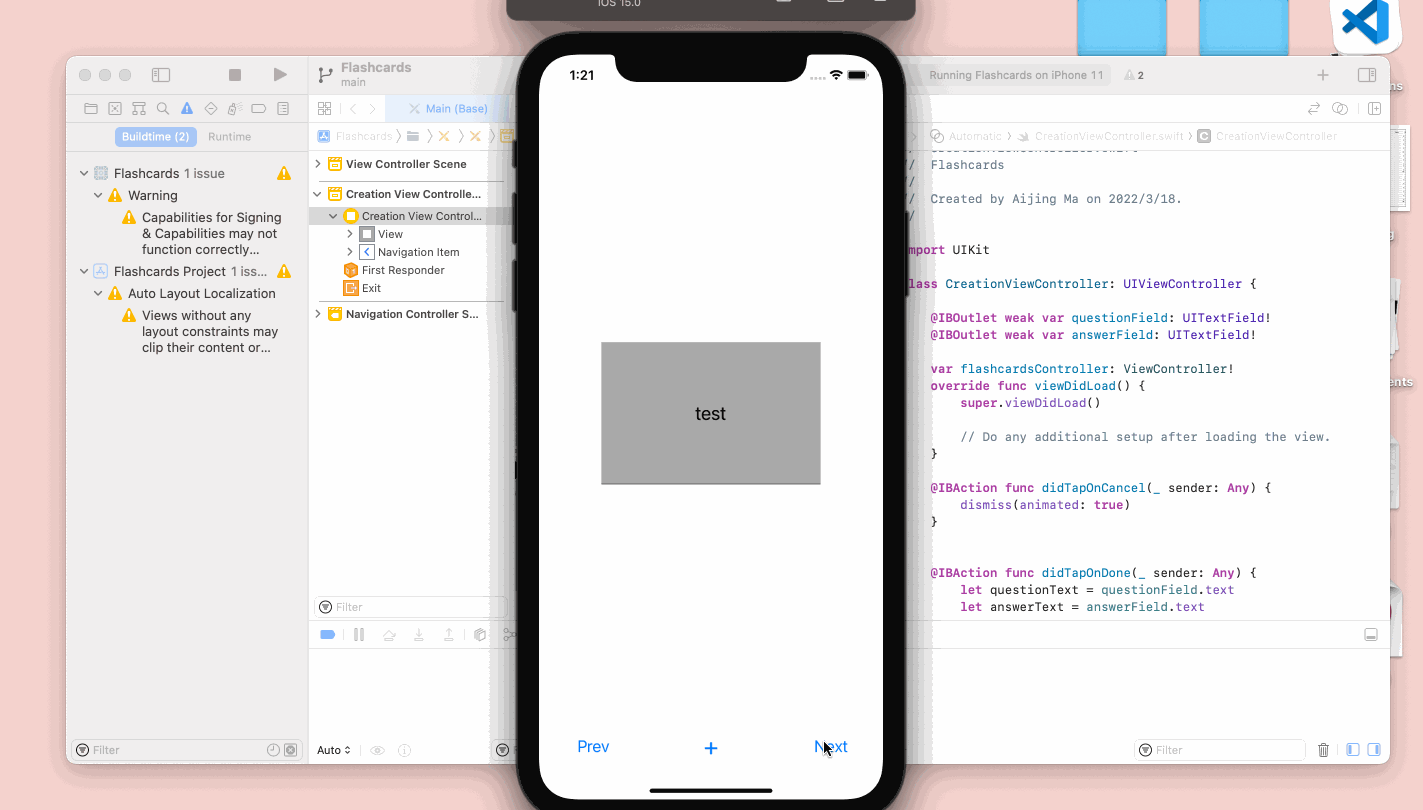 iOS 15.0
Flashcards
main
Running Flashcards on iPhone 11
2
Main (Base)
Buildtime (2)
Runtime
Flashcards
Automatic
CreationViewController.swift
CreationViewController
Flashcards 1 issue
Warning
Capabilities for Signing
& Capabilities may not
function correctly...
Flashcards Project 1 iss...
Auto Layout Localization
Views without any
layout constraints may
clip their content or...
Filter
View Controller Scene
Creation View Controlle...
Creation View Control...
View
Navigation Item
First Responder
Exit
Navigation Controller S...
Filter
Auto
1:21
test
Prev
+
Next
// Flashcards
//
// Created by Aijing Ma on 2022/3/18.
/
mport UIKit
lass CreationViewController: UIViewController {
@IBOutlet weak var questionField: UITextField!
@IBOutlet weak var answerField: UITextField!
var flashcardsController: ViewController!
override func viewDidLoad() {
super.viewDidLoad()
// Do any additional setup after loading the view.
}
@IBAction func didTapOnCancel(_ sender: Any) {
dismiss(animated: true)
}
@IBAction func didTapOnDone(_ sender: Any) {
let questionText = questionField.text
let answerText = answerField.text
Filter
ents